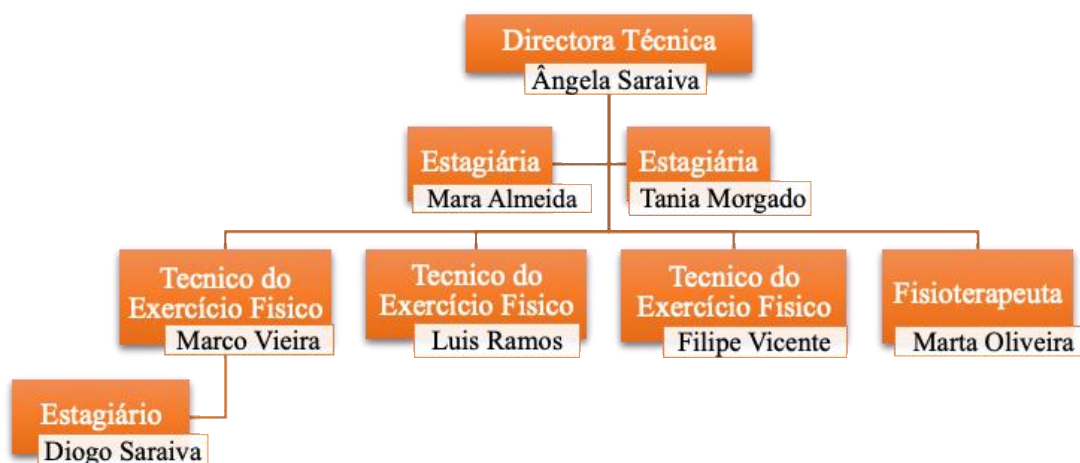 Directora Técnica
Ângela Saraiva
Estagiária
Mara Almeida
Estagiária
Tania Morgado
Tecnico do
Exercício Fisico
Marco Vieira
Tecnico do
Exercício Fisico
Luis Ramos
Tecnico do
Exercício Fisico
Filipe Vicente
Fisioterapeuta
Marta Oliveira
Estagiário
Diogo Saraiva